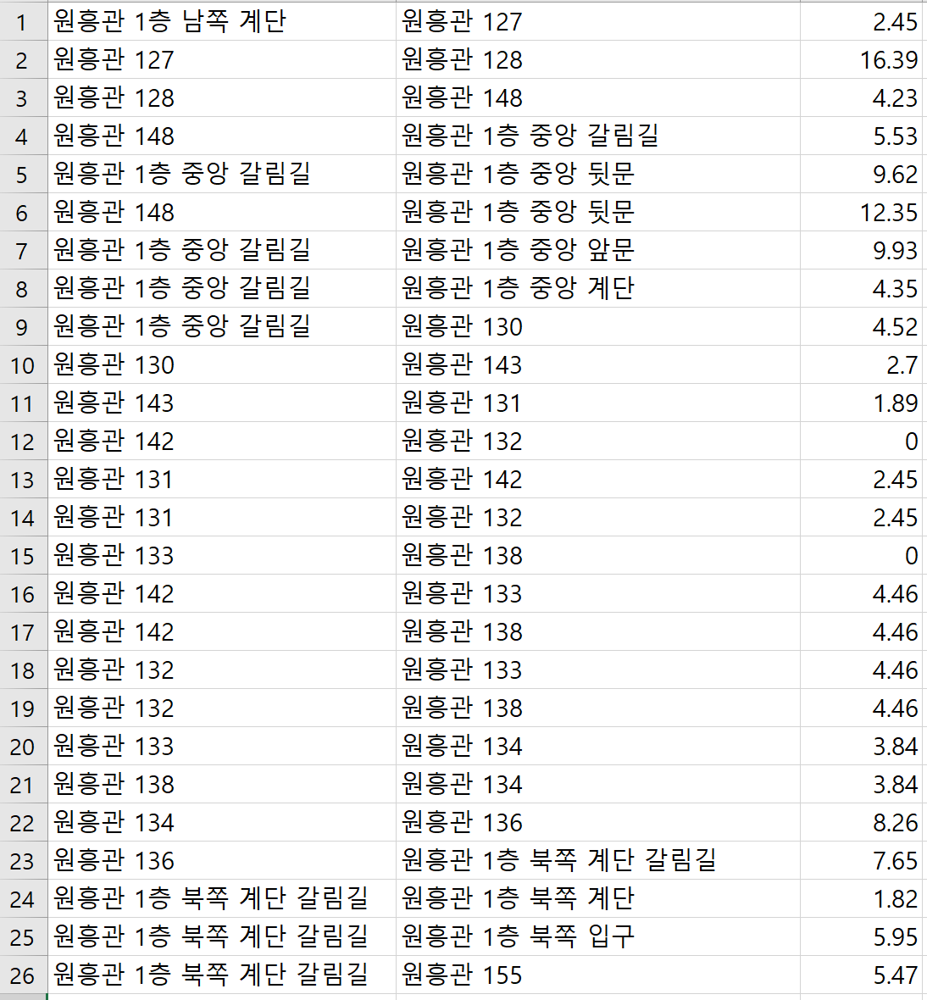 1 원흥관 1층 남쪽 계단 원흥관 127 2.45
2 원흥관 127 원흥관 128 16.39
3 원흥관 128 원흥관 148 4.23
4 원흥관 148 원흥관 1층 중앙 갈림길 5.53
5 원흥관 1층 중앙 갈림길 원흥관 1층 중앙 뒷문 9.62
6 원흥관 148 원흥관 1층 중앙 뒷문 12.35
7 원흥관 1층 중앙 갈림길 원흥관 1층 중앙 앞문 9.93
8 원흥관 1층 중앙 갈림길 원흥관 1층 중앙 계단 4.35
9 원흥관 1층 중앙 갈림길 원흥관 130 4.52
10 원흥관 130 원흥관 143 2.7
11 원흥관 143 원흥관 131 1.89
12 원흥관 142 원흥관 132 0
13 원흥관 131 원흥관 142 2.45
14 원흥관 131 원흥관 132 2.45
15 원흥관 133 원흥관 138 0
16 원흥관 142 원흥관 133 4.46
17 원흥관 142 원흥관 138 4.46
18 원흥관 132 원흥관 133 4.46
19 원흥관 132 원흥관 138 4.46
20 원흥관 133 원흥관 134 3.84
21 원흥관 138 원흥관 134 3.84
22 원흥관 134 원흥관 136 8.26
23 원흥관 136 원흥관 1층 북쪽 계단 갈림길 7.65
24 원흥관 1층 북쪽 계단 갈림길 원흥관 1층 북쪽 계단 1.82
25 원흥관 1층 북쪽 계단 갈림길 원흥관 1층 북쪽 입구 5.95
26 원흥관 1층 북쪽 계단 갈림길 원흥관 155 5.47